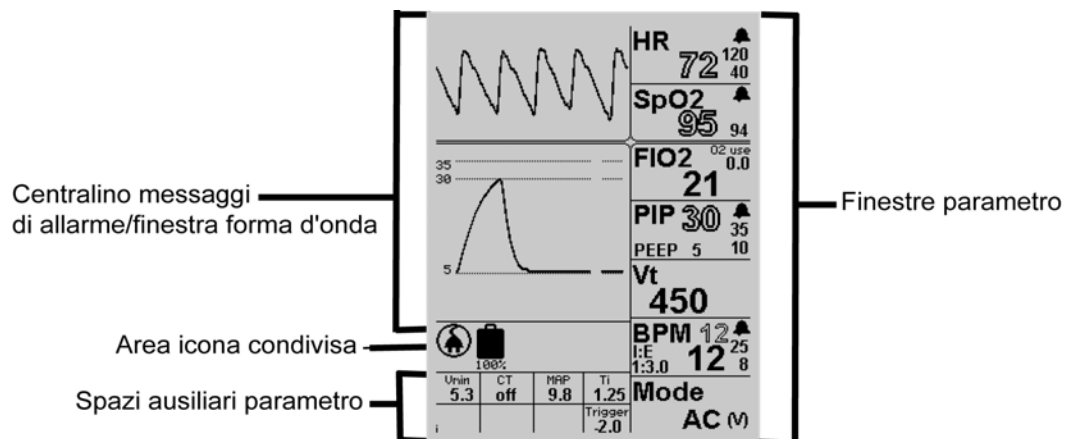 Centralino messaggi
di allarme/finestra forma d'onda
Area icona condivisa
Spazi ausiliari parametro
35
30
5
100%
Vmin CT MAP Ti
5.3 off 9.8 1.25
Trigger
-2.0
HR
72 120
40
SpO2
95 94
FIO2 O2 use
0.0
21
PIP 30
35
PEEP 5 10
Vt
450
BPM 12
I:E 12 25
1:3.0 8
Mode
AC (V)
Finestre parametro